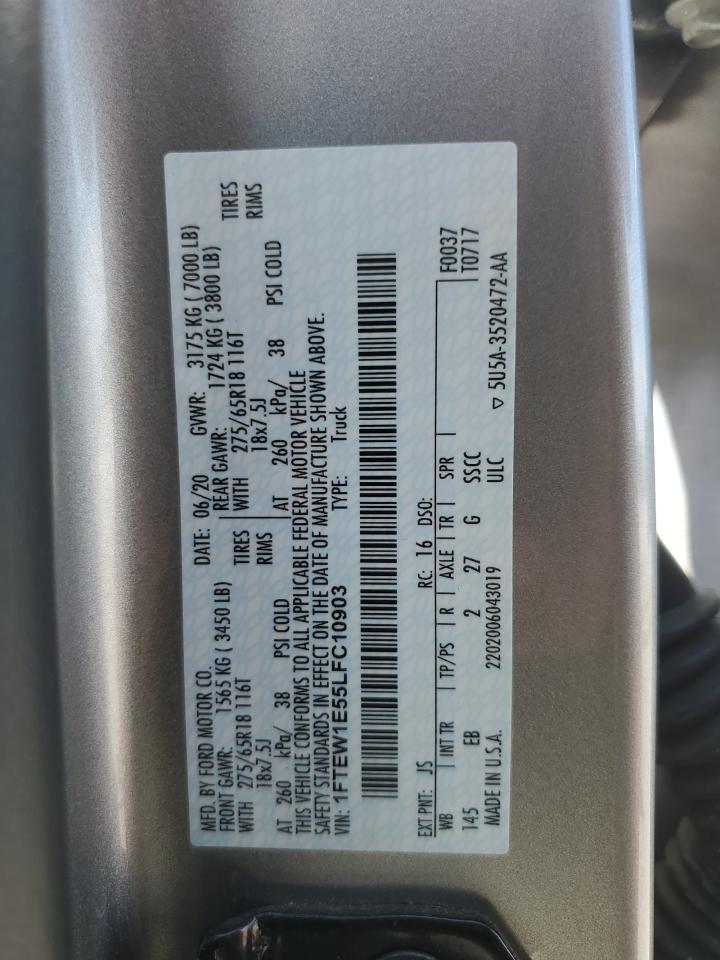 MFD. BY FORD MOTOR CO. DATE: 06/20 GVWR: 3175 KG ( 7000 LB)
FRONT GAWR: 1565 KG ( 3450 LB) REAR GAWR: 1724 KG ( 3800 LB)
WITH 275/65R18 116T TIRES WITH 275/65R18 116T TIRES
18x7.5J RIMS 18x7.5J RIMS
AT 260 kPa/ 38 PSI COLD AT 260 kPa/ 38 PSI COLD
THIS VEHICLE CONFORMS TO ALL APPLICABLE FEDERAL MOTOR VEHICLE
SAFETY STANDARDS IN EFFECT ON THE DATE OF MANUFACTURE SHOWN ABOVE.
VIN: 1FTEW1E55LFC10903 TYPE: Truck
EXT PNT: JS RC: 16 DSO: F0037
WB INT TR TP/PS R AXLE TR SPR T0717
145 EB 2 27 G SSCC
MADE IN U.S.A. 2202006043019 ULC ▽ 5U5A-3520472-AA